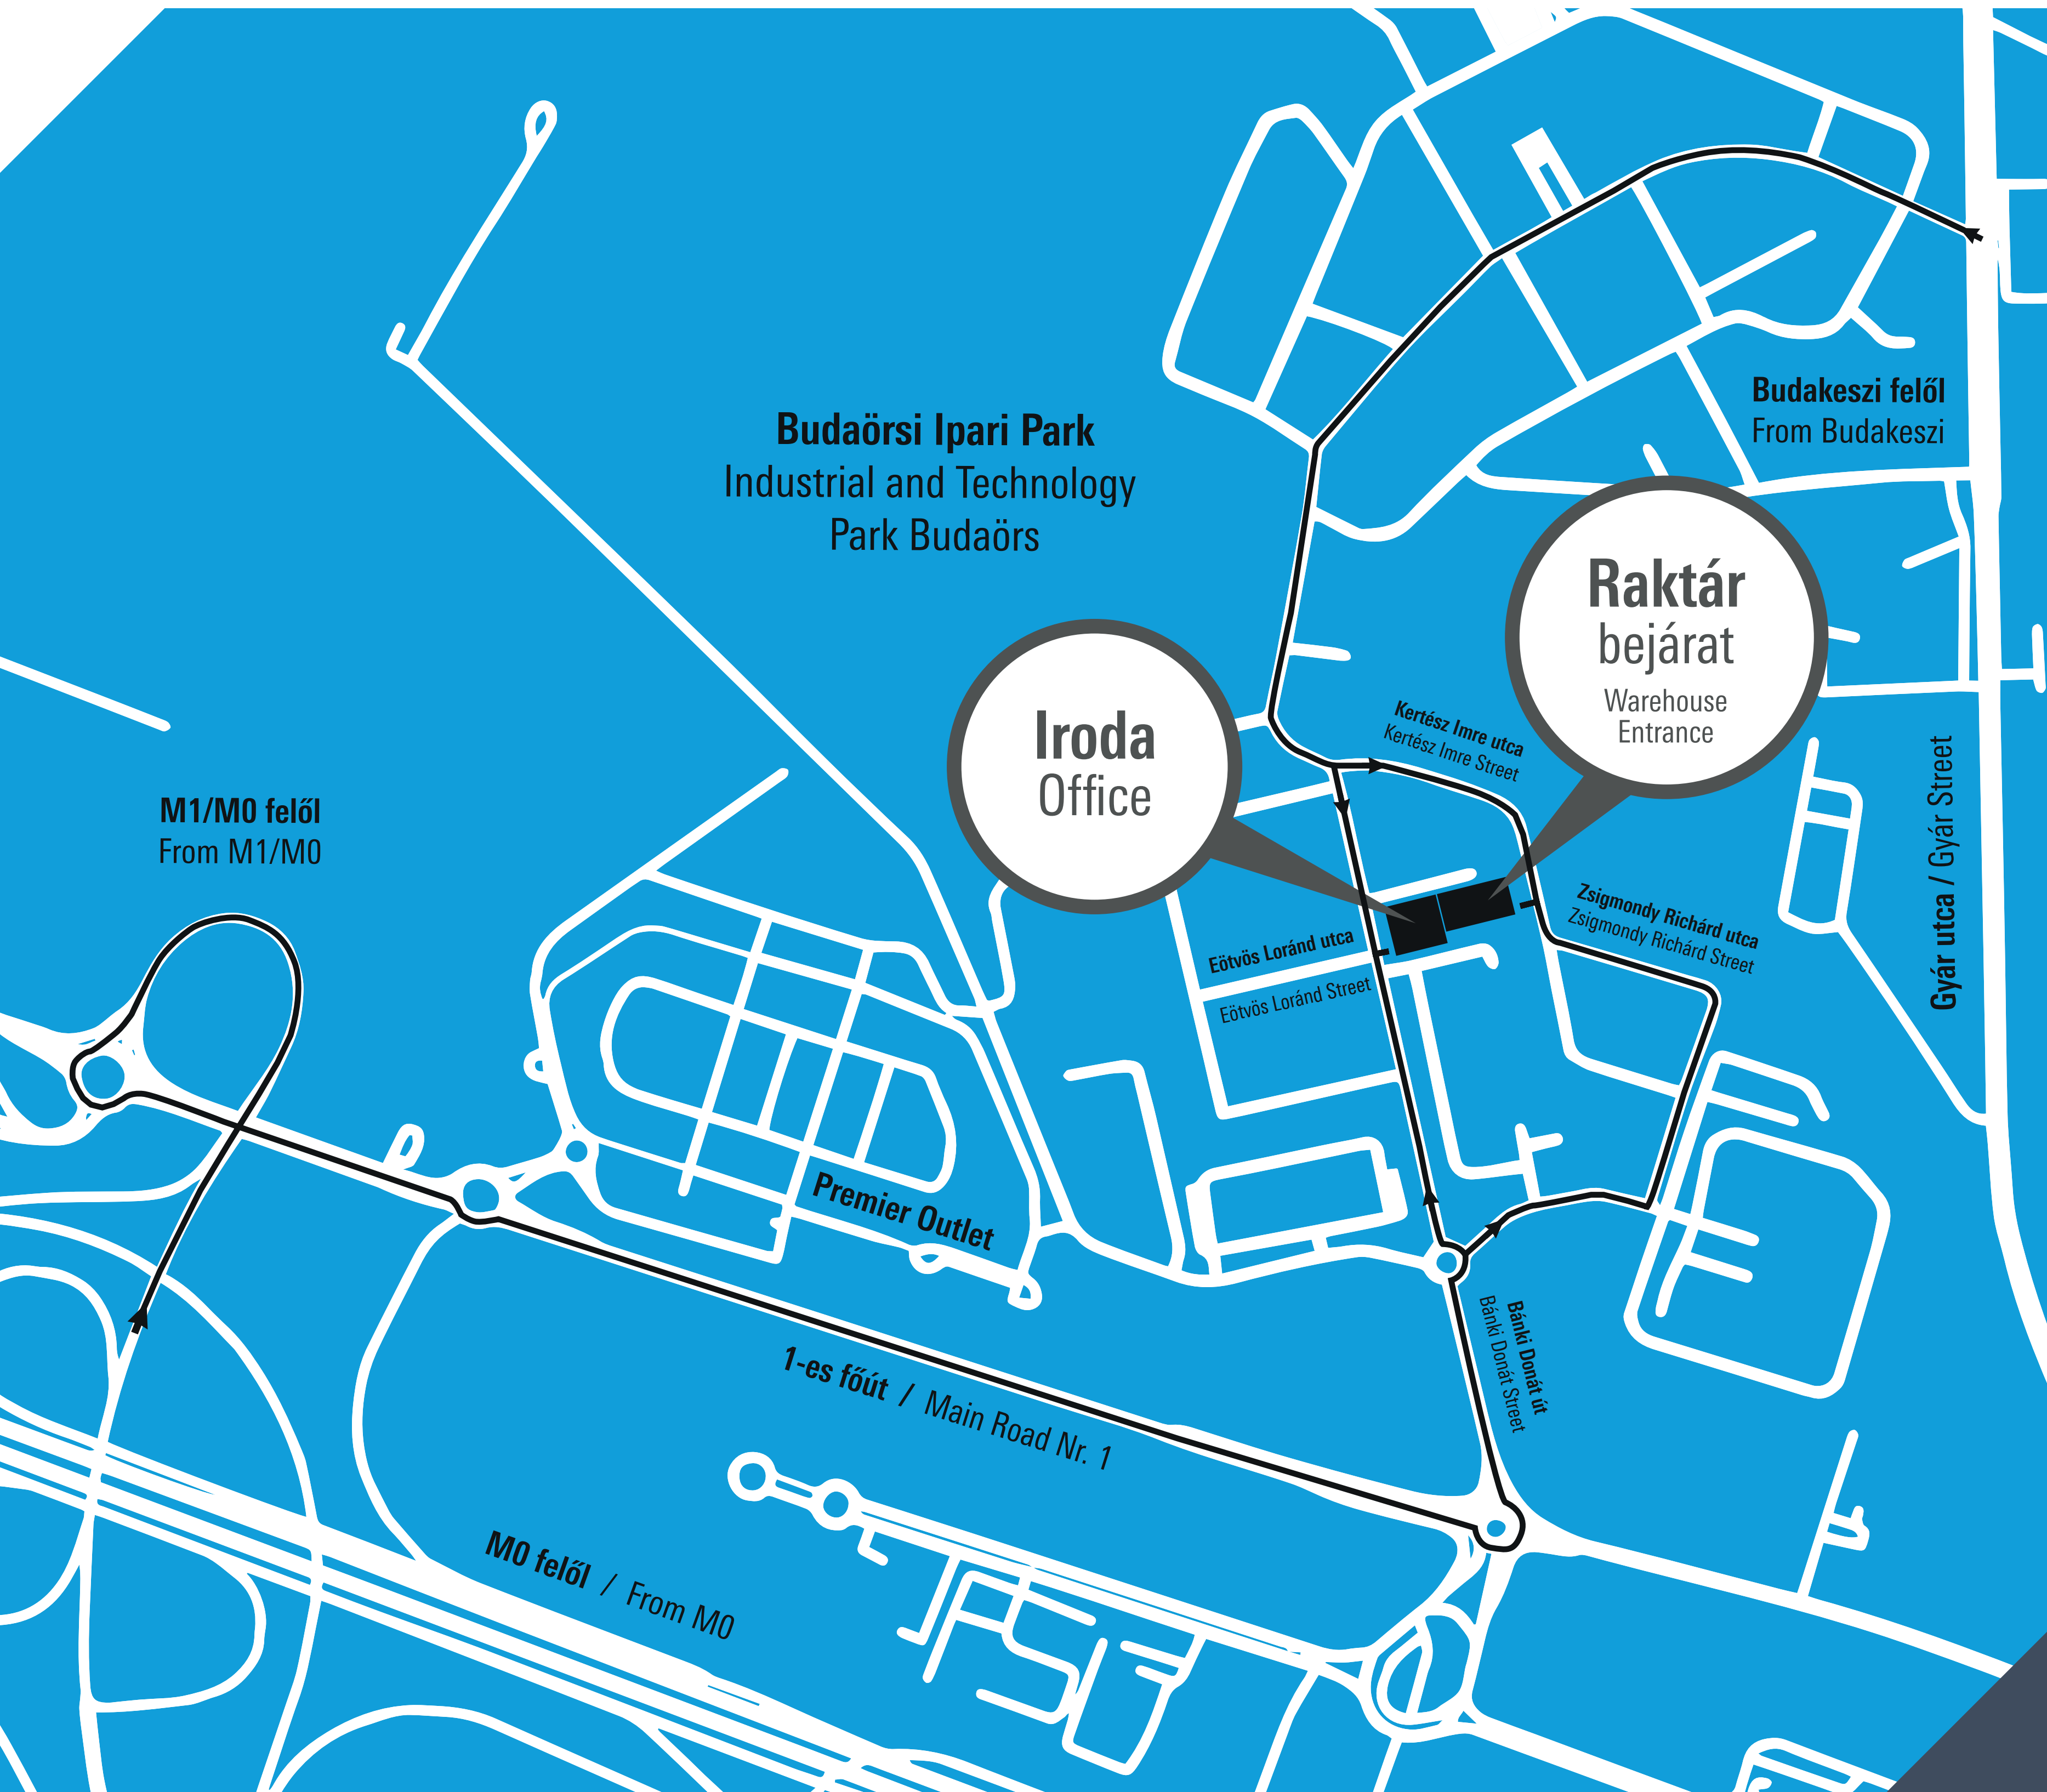 Budaörsi Ipari Park
Industrial and Technology
Park Budaörs
Budakeszi felől
From Budakeszi
Raktár
bejárat
Warehouse
Entrance
Iroda
Office
Kertész Imre utca
Kertész Imre Street
M1/M0 felől
From M1/M0
Zsigmondy Richárd utca
Zsigmondy Richárd Street
Gyár utca / Gyár Street
Eötvös Loránd utca
Eötvös Loránd Street
Premier Outlet
Bánki Donát út
Bánki Donát Street
1-es főút / Main Road Nr. 1
M0 felől / From M0